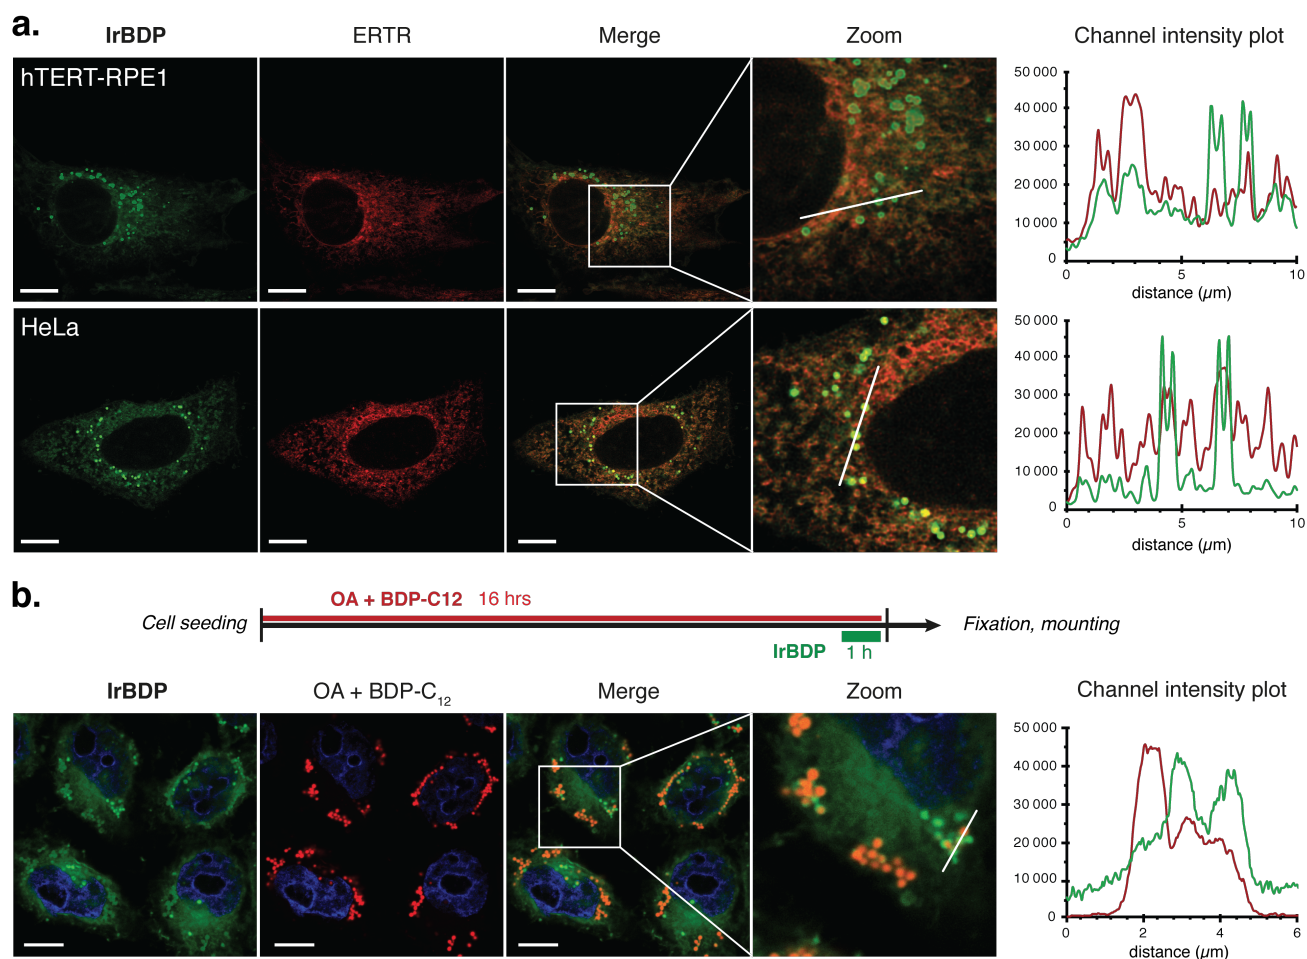 a.
IrBDP ERTR Merge Zoom Channel intensity plot
hTERT-RPE1
50 000
40 000
30 000
20 000
10 000
0
0 5 10
distance (µm)
HeLa
50 000
40 000
30 000
20 000
10 000
0
0 5 10
distance (µm)
b.
OA + BDP-C12 16 hrs
Cell seeding Fixation, mounting
IrBDP 1 h
IrBDP OA + BDP-C12 Merge Zoom Channel intensity plot
50 000
40 000
30 000
20 000
10 000
0
0 2 4 6
distance (µm)